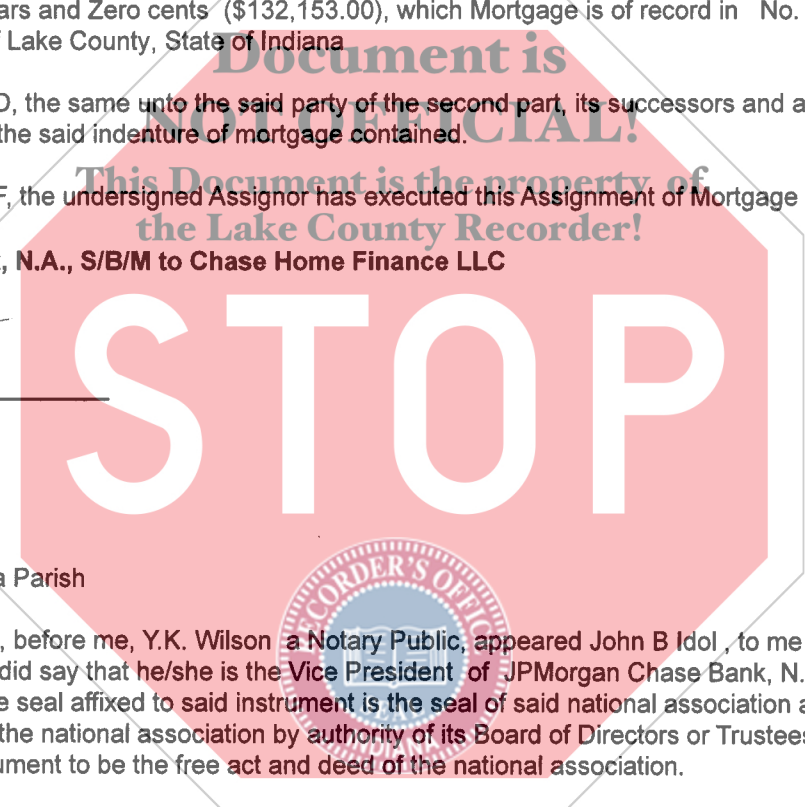 ars and Zero cents ($132,153.00), which Mortgage is of record in No.
f Lake County, State of Indiana
Document is
D, the same unto the said party of the second part, its successors and a
NOT OFFICIAL!
the said indenture of mortgage contained.
This Document is the property of
F, the undersigned Assignor has executed this Assignment of Mortgage
the Lake County Recorder!
, N.A., S/B/M to Chase Home Finance LLC
STOP
a Parish
RECORDER'S OFFICE
, before me, Y.K. Wilson a Notary Public, appeared John B Idol , to me
did say that he/she is the Vice President of JPMorgan Chase Bank, N.
e seal affixed to said instrument is the seal of said national association a
SEAL
the national association by authority of its Board of Directors or Trustees
INDIANA
ument to be the free act and deed of the national association.